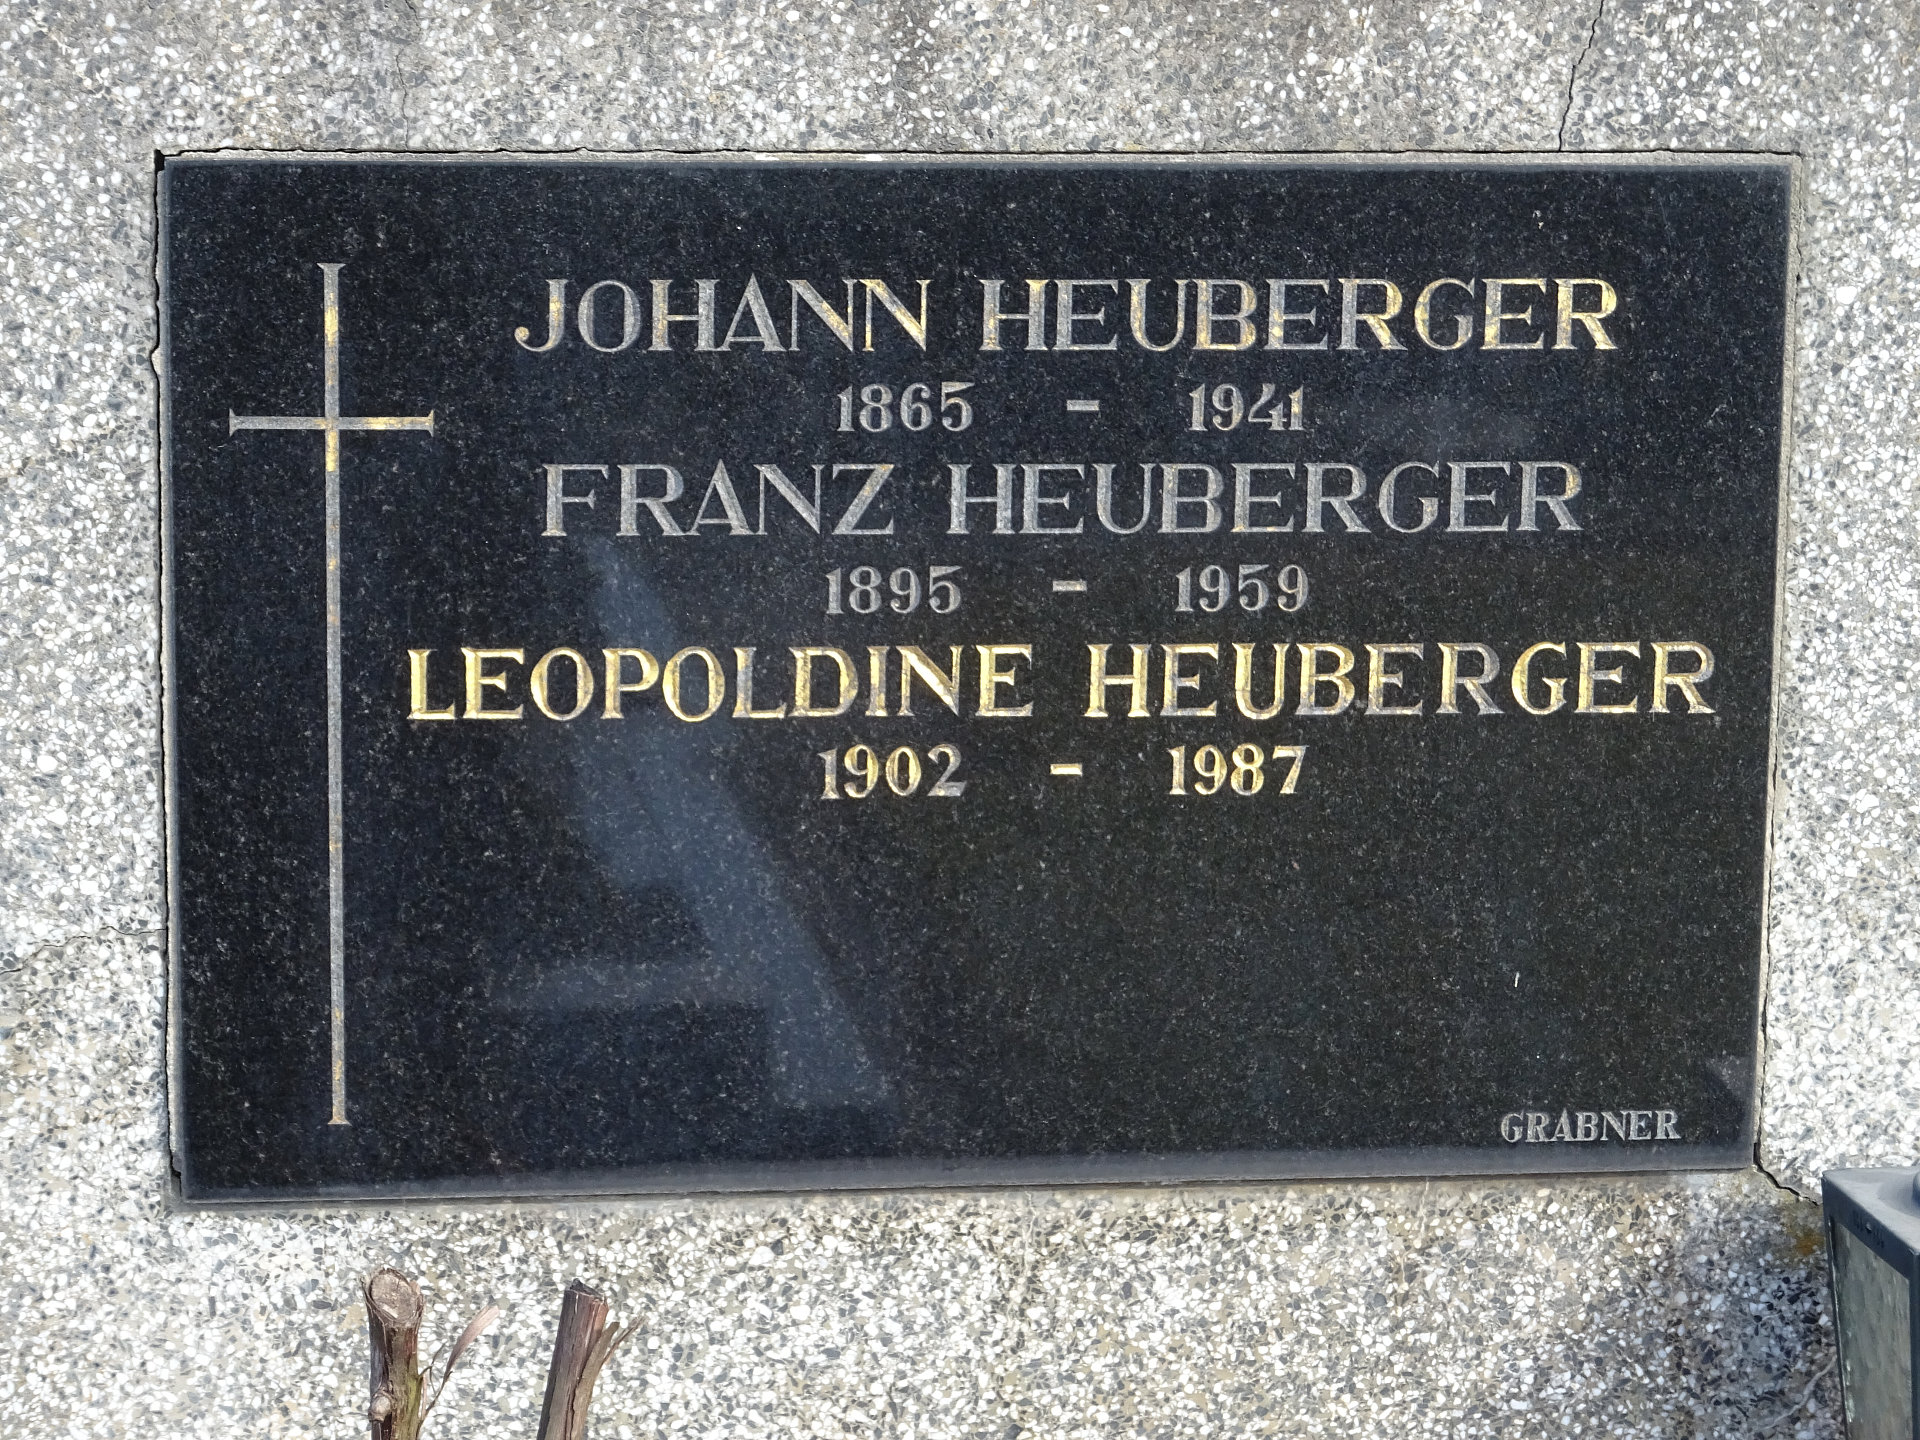 JOHANN HEUBERGER
1865 - 1941
FRANZ HEUBERGER
1895 - 1959
LEOPOLDINE HEUBERGER
1902 - 1987
GRABNER